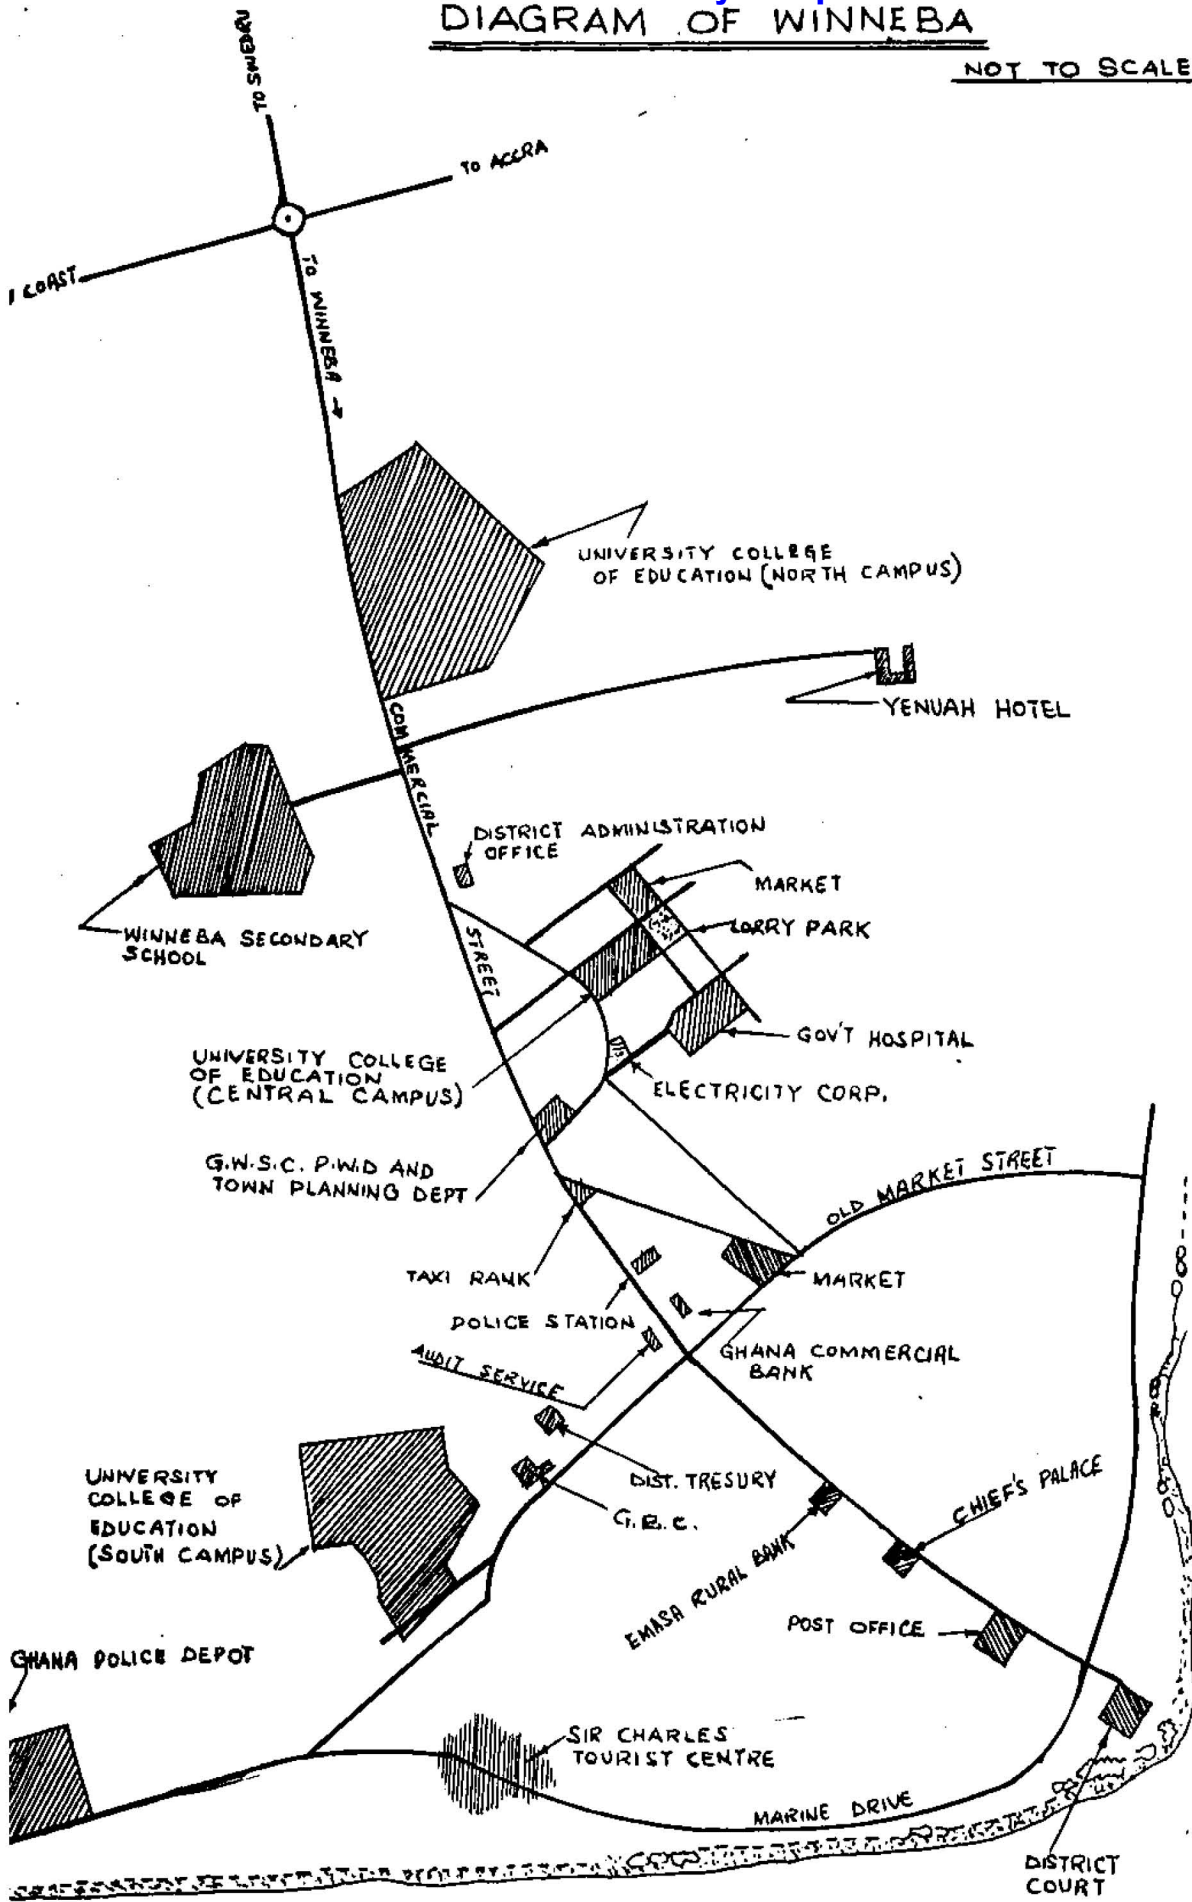 DIAGRAM OF WINNEBA
NOT TO SCALE
TO SWEDRU
TO ACCRA
COAST
TO WINNEBA →
UNIVERSITY COLLEGE
OF EDUCATION (NORTH CAMPUS)
YENUAH HOTEL
COMMERCIAL
STREET
DISTRICT ADMINISTRATION
OFFICE
MARKET
LORRY PARK
WINNEBA SECONDARY
SCHOOL
GOV'T HOSPITAL
UNIVERSITY COLLEGE
OF EDUCATION
(CENTRAL CAMPUS)
ELECTRICITY CORP.
G.W.S.C. P.W.D AND
TOWN PLANNING DEPT
OLD MARKET STREET
TAXI RANK
MARKET
POLICE STATION
GHANA COMMERCIAL
BANK
AUDIT SERVICE
DIST. TRESURY
G.B.C.
UNIVERSITY
COLLEGE OF
EDUCATION
(SOUTH CAMPUS)
CHIEF'S PALACE
EMASA RURAL BANK
POST OFFICE
GHANA POLICE DEPOT
SIR CHARLES
TOURIST CENTRE
MARINE DRIVE
DISTRICT
COURT